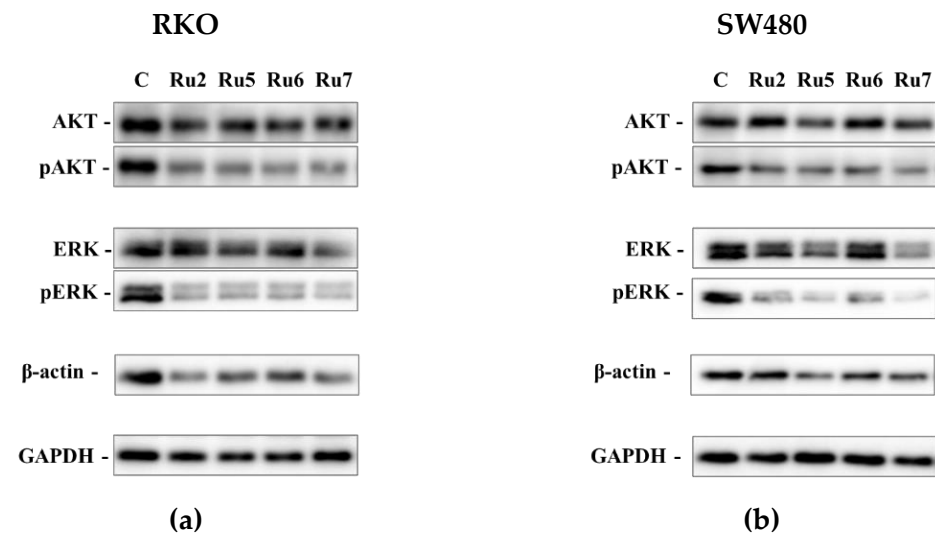 RKO
C Ru2 Ru5 Ru6 Ru7
AKT -
pAKT -
ERK -
pERK -
β-actin -
GAPDH -
(a)
SW480
C Ru2 Ru5 Ru6 Ru7
AKT -
pAKT -
ERK -
pERK -
β-actin -
GAPDH -
(b)